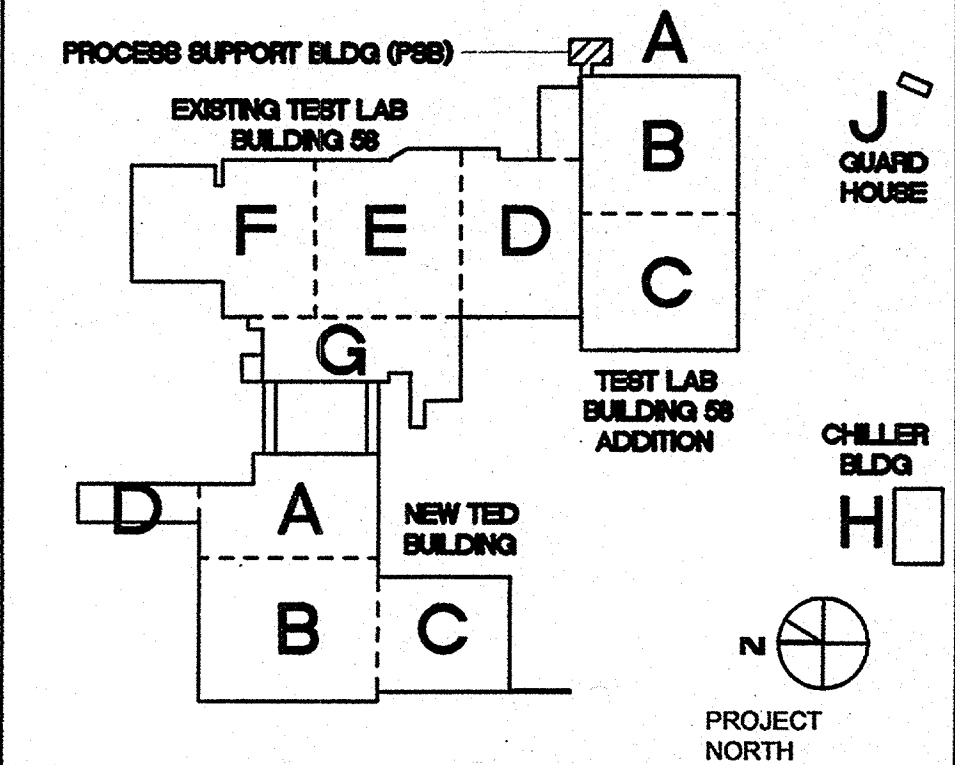 A
PROCESS SUPPORT BLDG (PSB)
EXISTING TEST LAB
BUILDING 58
B
J
GUARD
HOUSE
F
E
D
C
G
TEST LAB
BUILDING 58
ADDITION
CHILLER
BLDG
H
D
A
NEW TED
BUILDING
B
C
N
PROJECT
NORTH